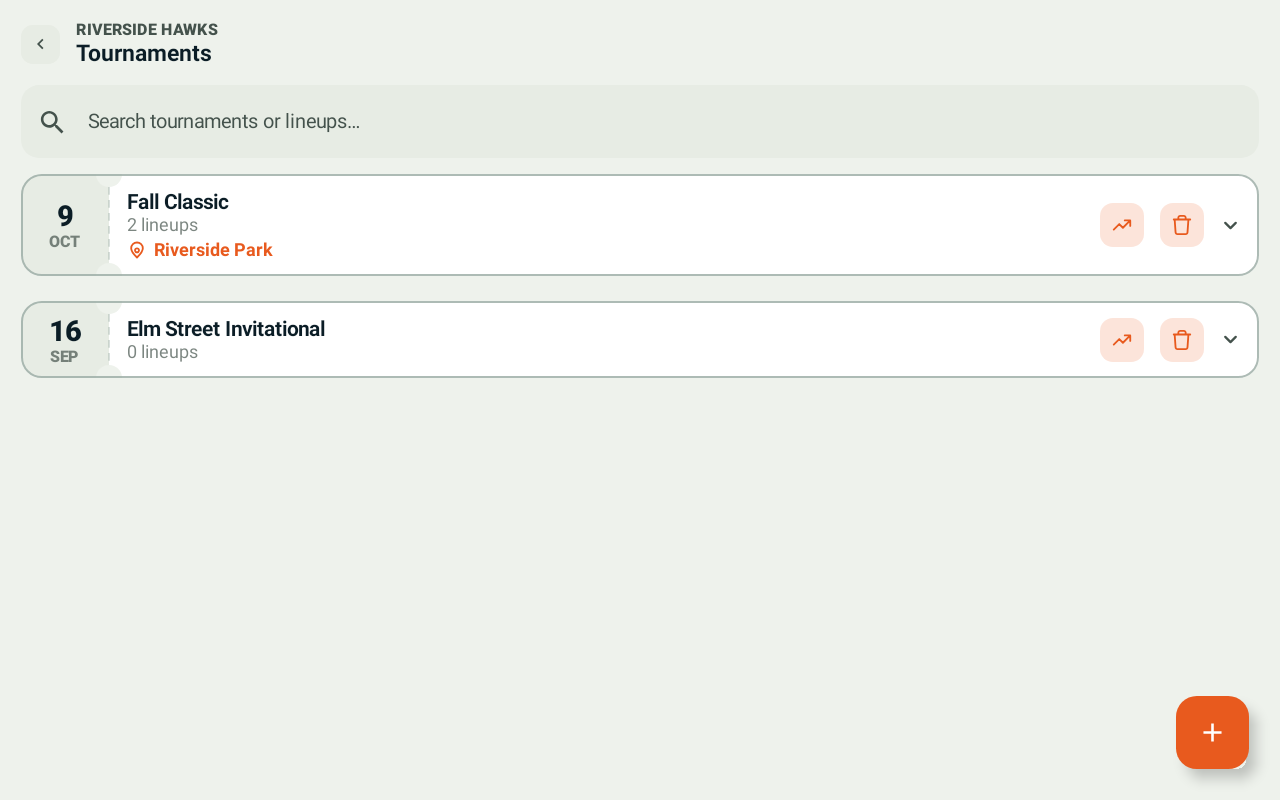 RIVERSIDE HAWKS
Tournaments
Search tournaments or lineups...
9
OCT
Fall Classic
2 lineups
Riverside Park
16
SEP
Elm Street Invitational
0 lineups